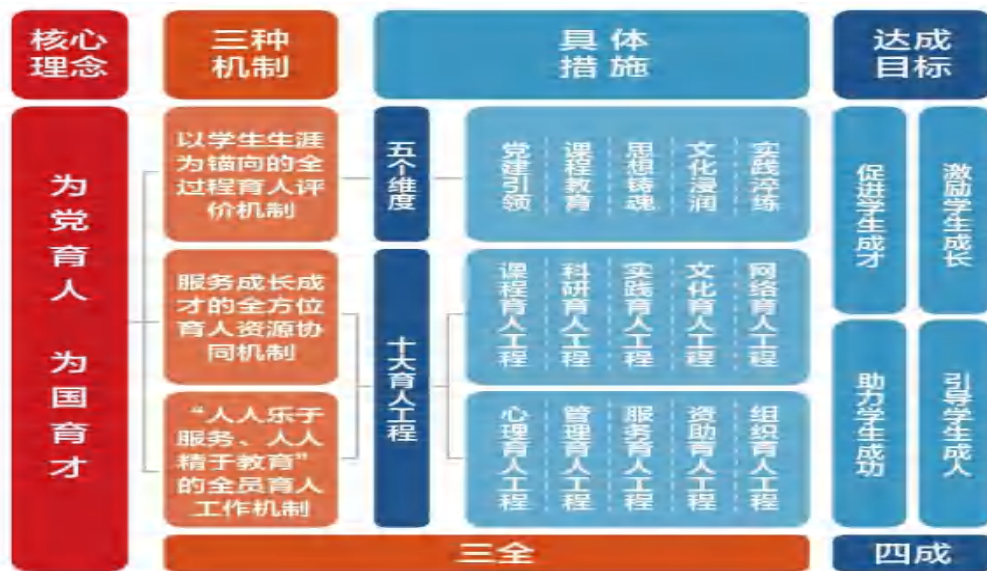 核心
理念
三种
机制
具体
措施
达成
目标
为党育人 为国育才
以学生生涯
为锚向的全
过程育人评
价机制
五个维度
党建引领
课程教育
思想铸魂
文化浸润
实践淬练
促进学生成才
激励学生成长
服务成长成
才的全方位
育人资源协
同机制
十大育人工程
课程育人工程
科研育人工程
实践育人工程
文化育人工程
网络育人工程
“人人乐于
服务、人人
精于教育”
的全员育人
工作机制
心理育人工程
管理育人工程
服务育人工程
资助育人工程
组织育人工程
助力学生成功
引导学生成人
三全
四成